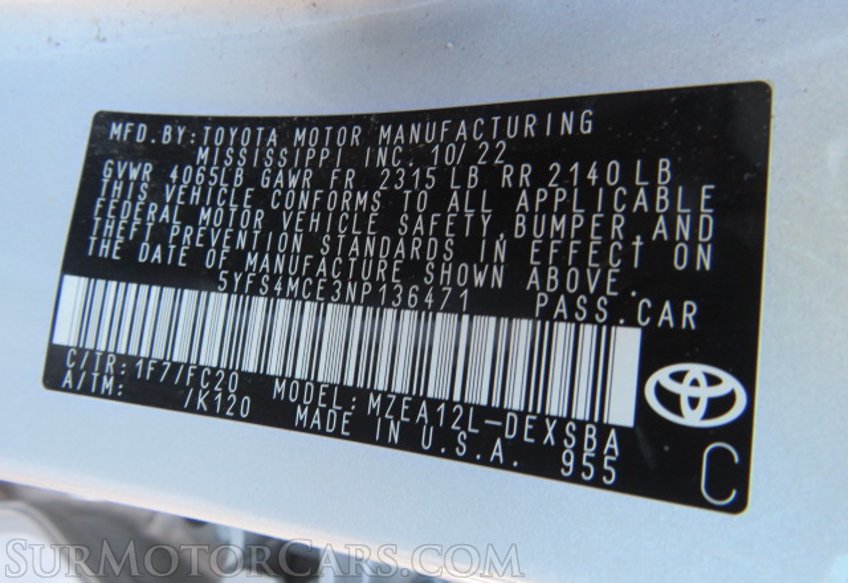 MFD. BY: TOYOTA MOTOR MANUFACTURING
MISSISSIPPI INC. 10/22
GVWR 4065LB GAWR FR 2315 LB RR 2140 LB
THIS VEHICLE CONFORMS TO ALL APPLICABLE
FEDERAL MOTOR VEHICLE SAFETY, BUMPER, AND
THEFT PREVENTION STANDARDS IN EFFECT ON
THE DATE OF MANUFACTURE SHOWN ABOVE.
5YFS4MCE3NP136471 PASS. CAR
C/TR: 1F7/FC20 MODEL: MZEA12L-DEXSBA
A/TM: /K120 MADE IN U.S.A. 955
C
SurMotorCars.com